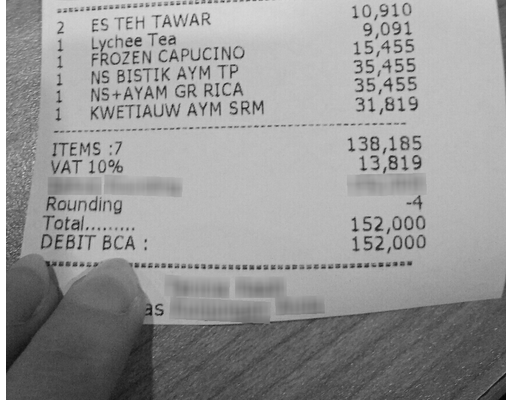 2 ES TEH TAWAR 10,910
1 Lychee Tea 9,091
1 FROZEN CAPUCINO 15,455
1 NS BISTIK AYM TP 35,455
1 NS+AYAM GR RICA 35,455
1 KWETIAUW AYM SRM 31,819
ITEMS :7 138,185
VAT 10% 13,819
Rounding -4
Total......... 152,000
DEBIT BCA : 152,000
as